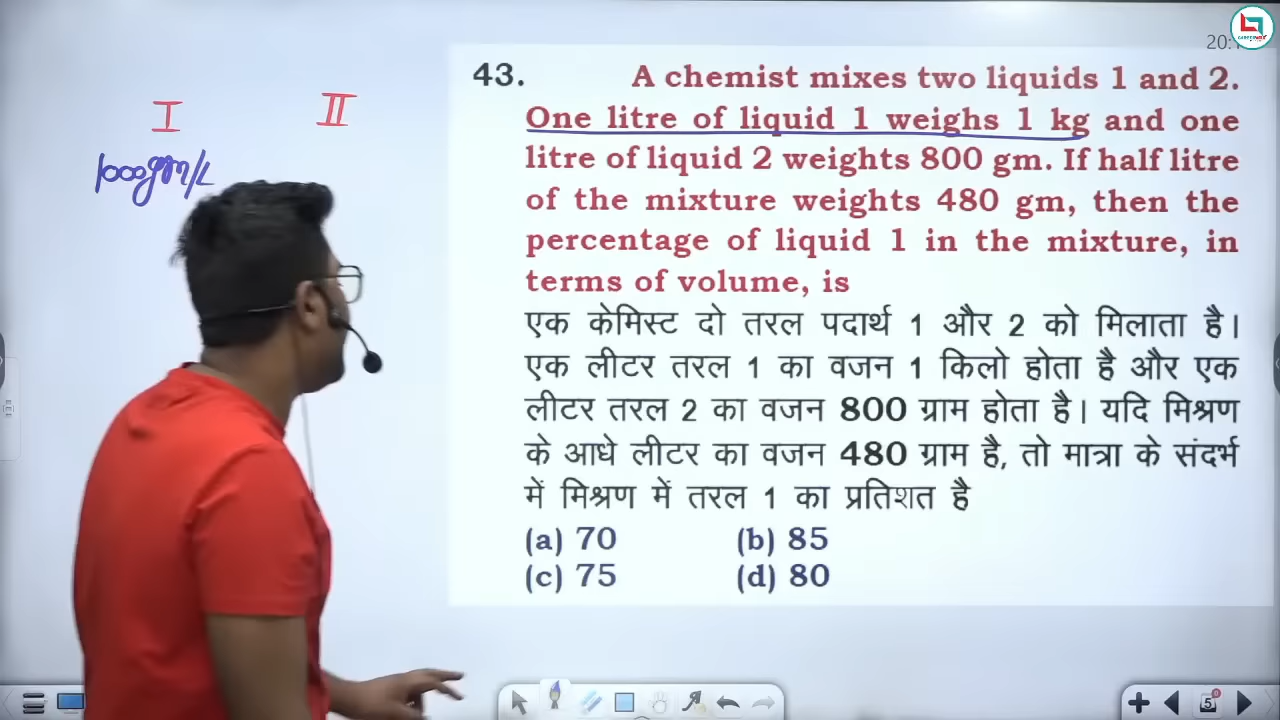 20:
I
II
1000gm/L
43. A chemist mixes two liquids 1 and 2.
One litre of liquid 1 weighs 1 kg and one
litre of liquid 2 weights 800 gm. If half litre
of the mixture weights 480 gm, then the
percentage of liquid 1 in the mixture, in
terms of volume, is
एक केमिस्ट दो तरल पदार्थ 1 और 2 को मिलाता है।
एक लीटर तरल 1 का वजन 1 किलो होता है और एक
लीटर तरल 2 का वजन 800 ग्राम होता है। यदि मिश्रण
के आधे लीटर का वजन 480 ग्राम है, तो मात्रा के संदर्भ
में मिश्रण में तरल 1 का प्रतिशत है
(a) 70 (b) 85
(c) 75 (d) 80
5